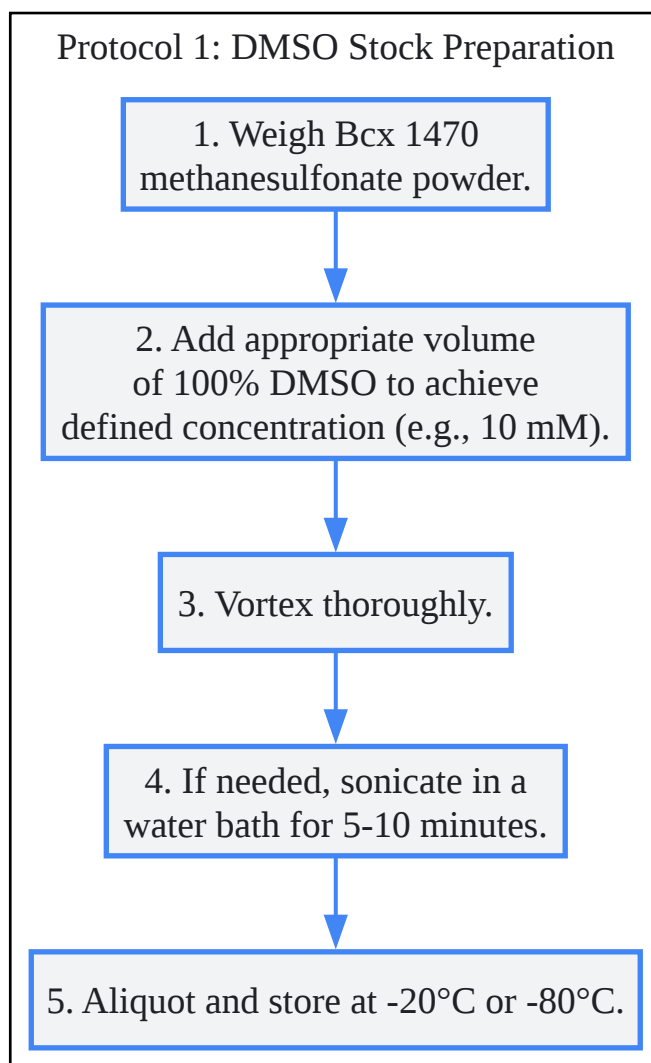 Protocol 1: DMSO Stock Preparation
1. Weigh Bcx 1470
methanesulfonate powder.
2. Add appropriate volume
of 100% DMSO to achieve
defined concentration (e.g., 10 mM).
3. Vortex thoroughly.
4. If needed, sonicate in a
water bath for 5-10 minutes.
5. Aliquot and store at -20°C or -80°C.